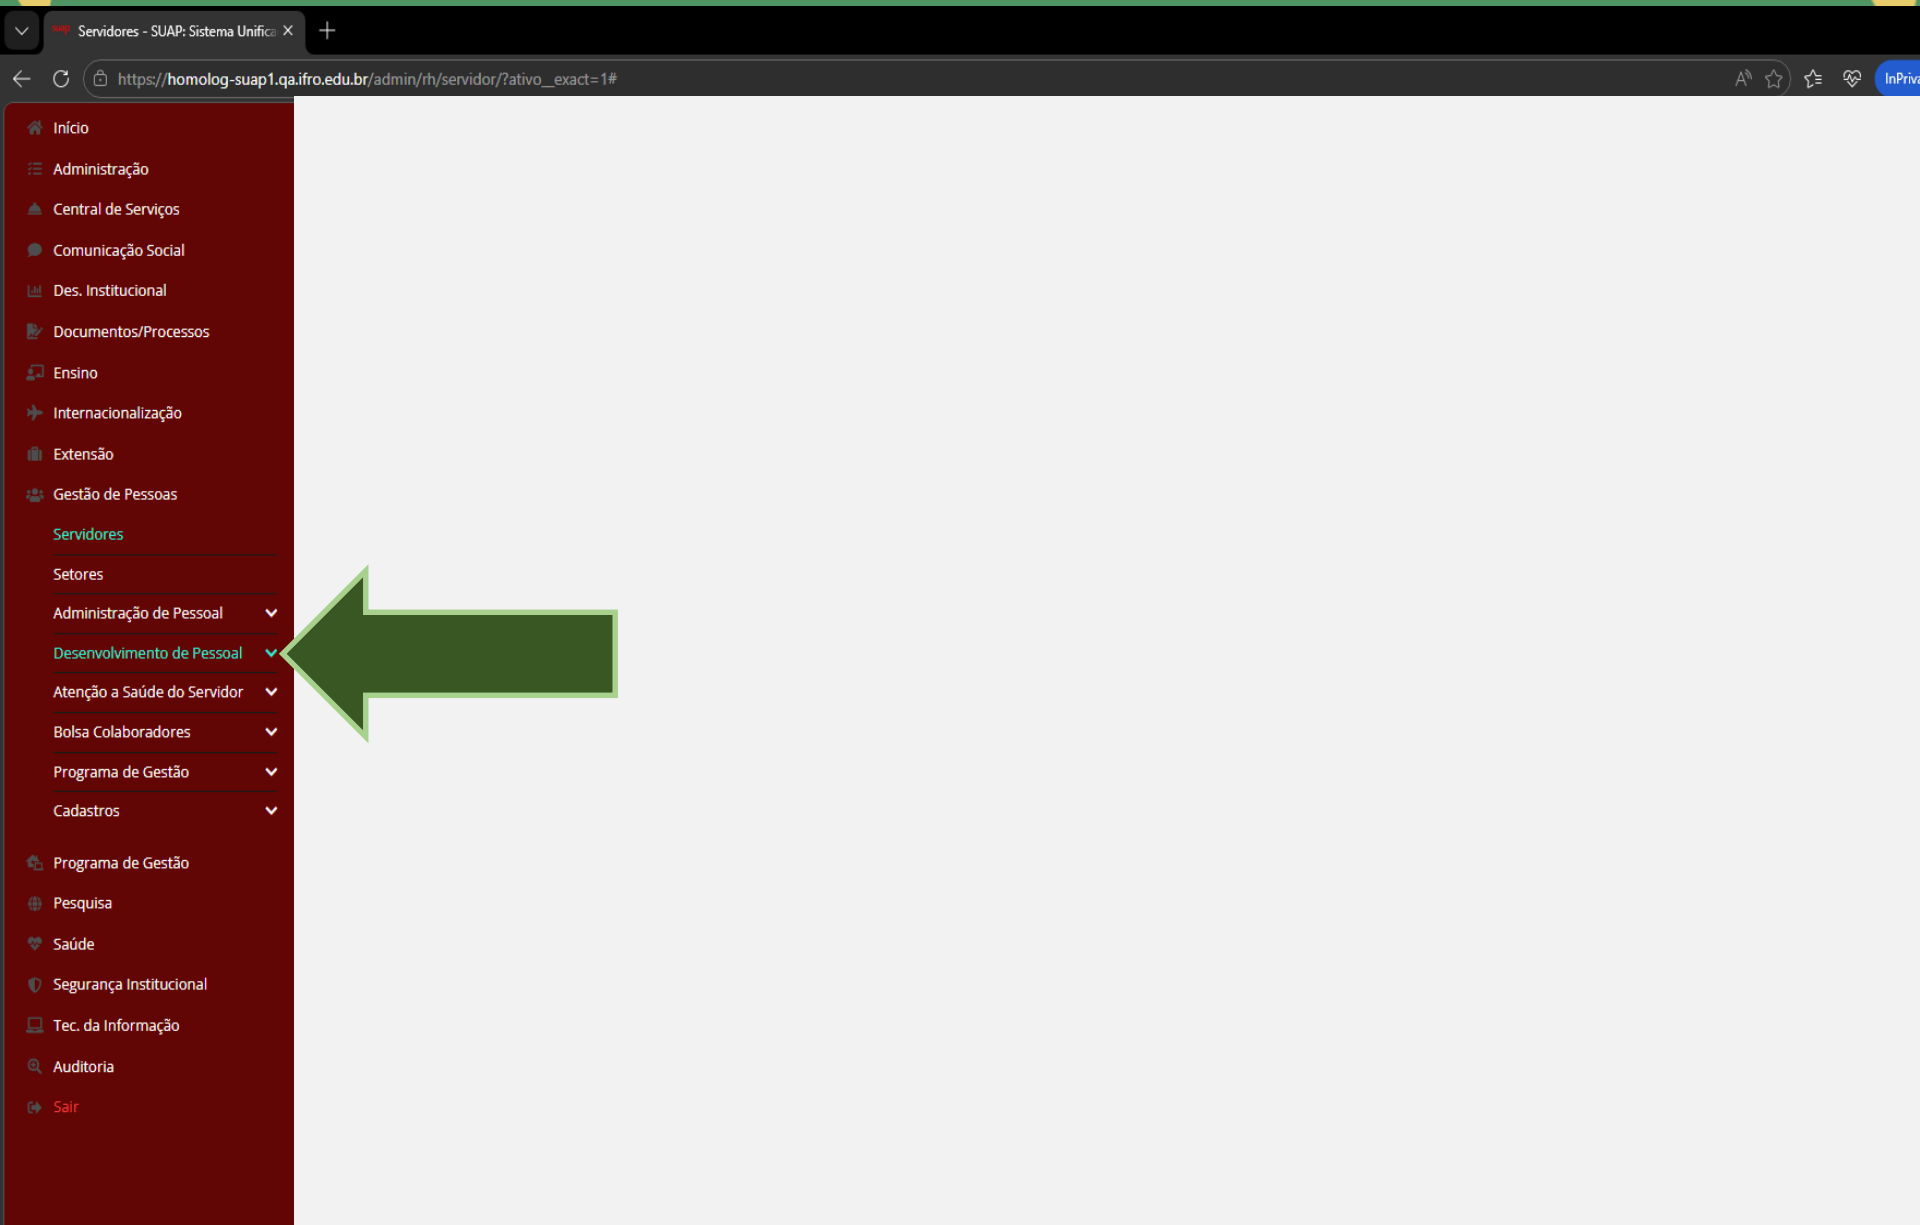 suap Servidores - SUAP: Sistema Unifica
https://homolog-suap1.qa.ifro.edu.br/admin/rh/servidor/?ativo__exact=1#
InPriva
Início
Administração
Central de Serviços
Comunicação Social
Des. Institucional
Documentos/Processos
Ensino
Internacionalização
Extensão
Gestão de Pessoas
Servidores
Setores
Administração de Pessoal
Desenvolvimento de Pessoal
Atenção a Saúde do Servidor
Bolsa Colaboradores
Programa de Gestão
Cadastros
Programa de Gestão
Pesquisa
Saúde
Segurança Institucional
Tec. da Informação
Auditoria
Sair